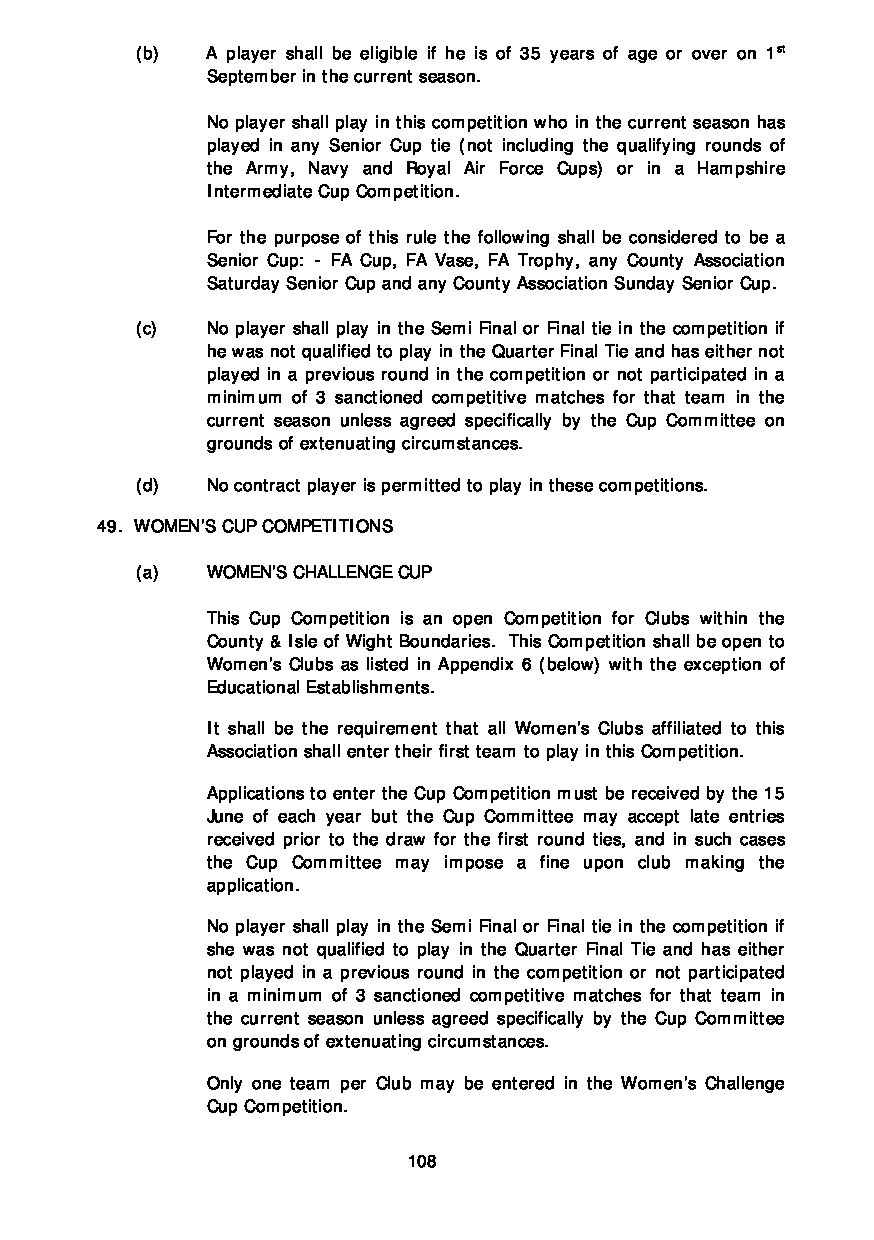 (b) A player shall be eligible if he is of 35 years of age or over on 1st
September in the current season.
No player shall play in this competition who in the current season has
played in any Senior Cup tie (not including the qualifying rounds of
the Army, Navy and Royal Air Force Cups) or in a Hampshire
Intermediate Cup Competition.
For the purpose of this rule the following shall be considered to be a
Senior Cup: - FA Cup, FA Vase, FA Trophy, any County Association
Saturday Senior Cup and any County Association Sunday Senior Cup.
(c) No player shall play in the Semi Final or Final tie in the competition if
he was not qualified to play in the Quarter Final Tie and has either not
played in a previous round in the competition or not participated in a
minimum of 3 sanctioned competitive matches for that team in the
current season unless agreed specifically by the Cup Committee on
grounds of extenuating circumstances.
(d) No contract player is permitted to play in these competitions.
49. WOMEN'S CUP COMPETITIONS
(a) WOMEN'S CHALLENGE CUP
This Cup Competition is an open Competition for Clubs within the
County & Isle of Wight Boundaries. This Competition shall be open to
Women's Clubs as listed in Appendix 6 (below) with the exception of
Educational Establishments.
It shall be the requirement that all Women's Clubs affiliated to this
Association shall enter their first team to play in this Competition.
Applications to enter the Cup Competition must be received by the 15
June of each year but the Cup Committee may accept late entries
received prior to the draw for the first round ties, and in such cases
the Cup Committee may impose a fine upon club making the
application.
No player shall play in the Semi Final or Final tie in the competition if
she was not qualified to play in the Quarter Final Tie and has either
not played in a previous round in the competition or not participated
in a minimum of 3 sanctioned competitive matches for that team in
the current season unless agreed specifically by the Cup Committee
on grounds of extenuating circumstances.
Only one team per Club may be entered in the Women's Challenge
Cup Competition.
108